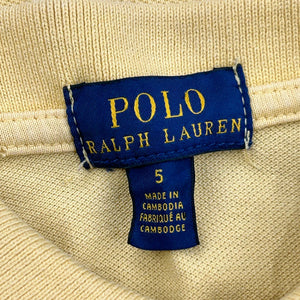 POLO
RALPH LAUREN
5
MADE IN
CAMBODIA
FABRIQUÉ AU
CAMBODGE